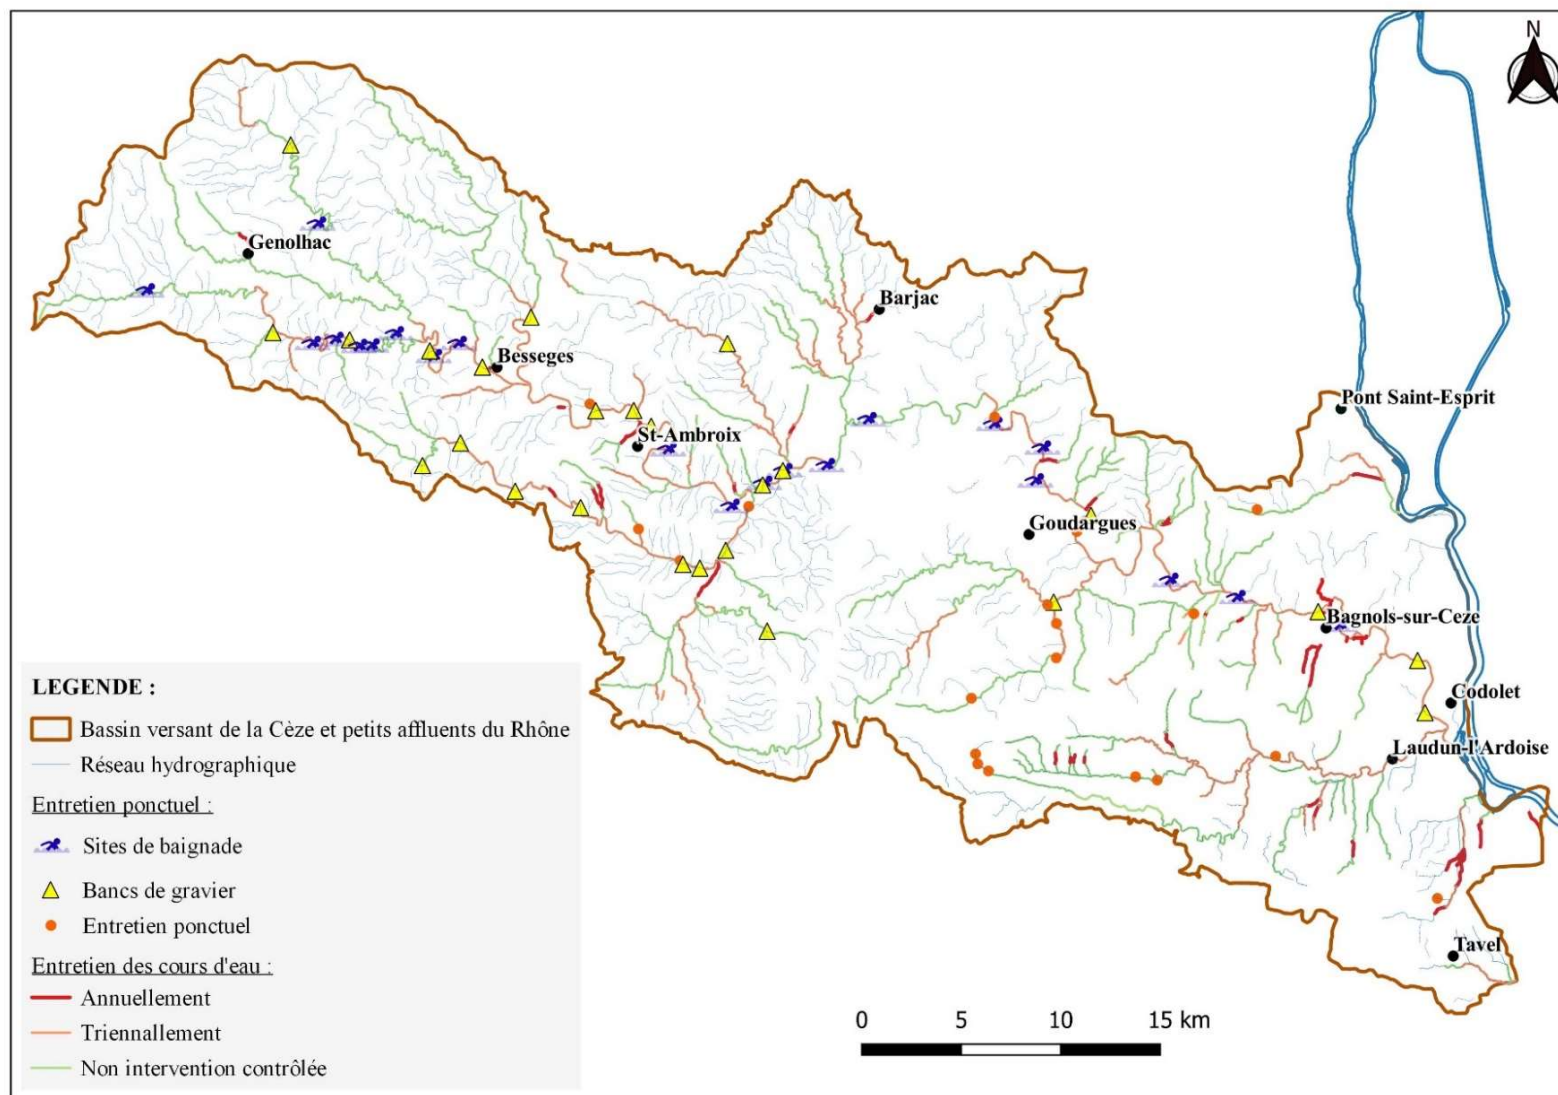 N
Genolhac
Barjac
Besseges
Pont Saint-Esprit
St-Ambroix
Goudargues
Bagnols-sur-Ceze
Codolet
Laudun-l'Ardoise
Tavel
LEGENDE :
Bassin versant de la Cèze et petits affluents du Rhône
Réseau hydrographique
Entretien ponctuel :
Sites de baignade
Bancs de gravier
Entretien ponctuel
Entretien des cours d'eau :
Annuellement
Triennallement
Non intervention contrôlée
0 5 10 15 km